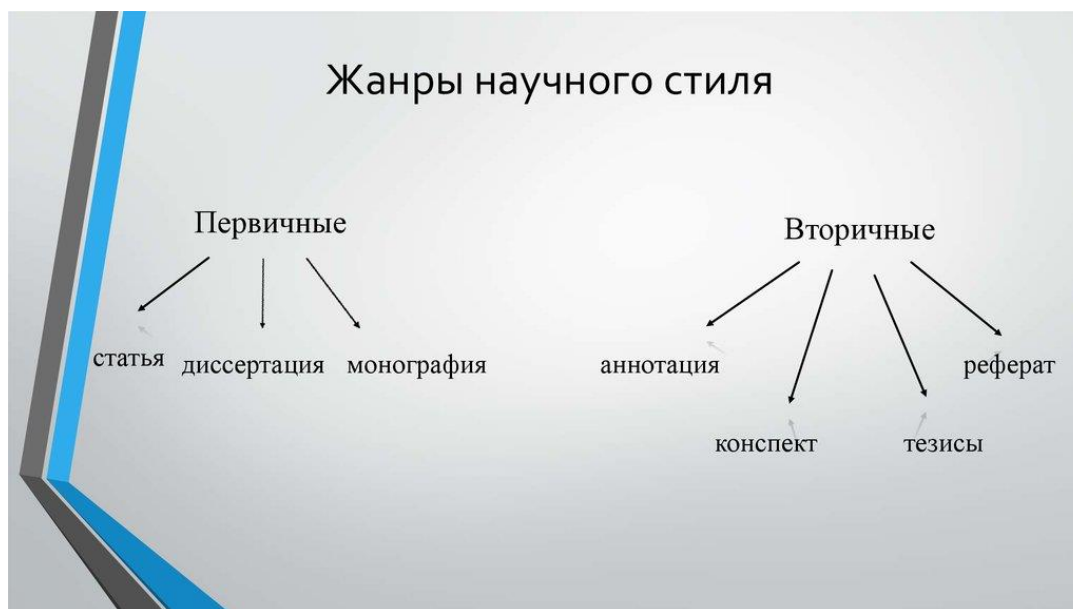 Жанры научного стиля
Первичные
статья
диссертация
монография
Вторичные
аннотация
конспект
тезисы
реферат